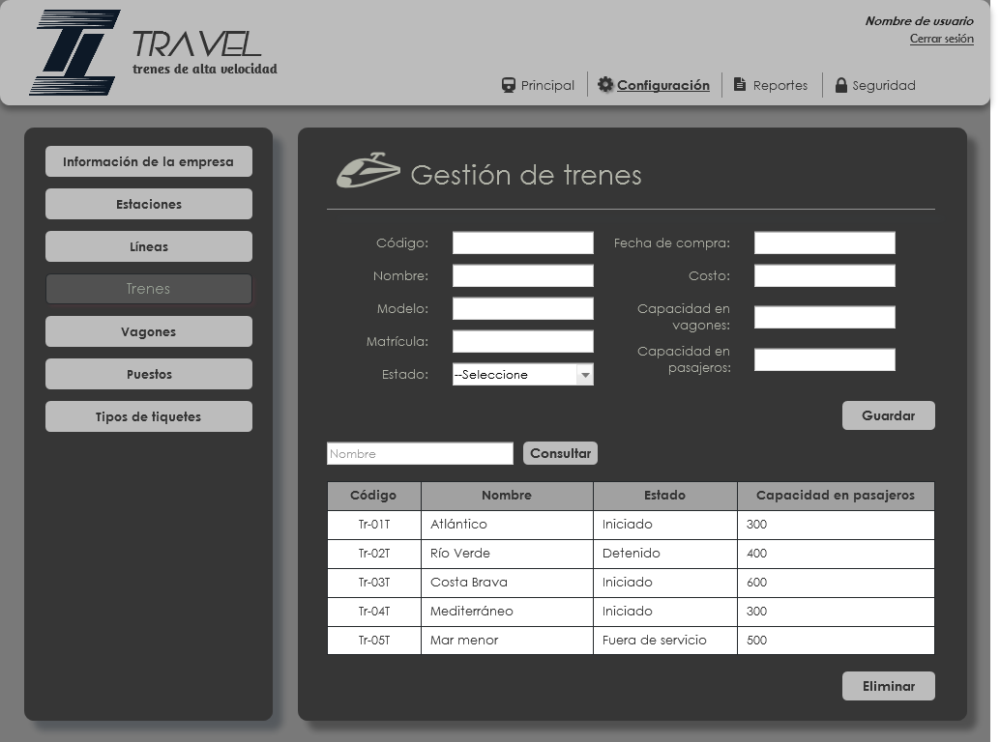 TRAVEL
trenes de alta velocidad
Nombre de usuario
Cerrar sesión
Principal
Configuración
Reportes
Seguridad
Información de la empresa
Estaciones
Líneas
Trenes
Vagones
Puestos
Tipos de tiquetes
Gestión de trenes
Código:
Fecha de compra:
Nombre:
Costo:
Modelo:
Capacidad en
vagones:
Matrícula:
Capacidad en
pasajeros:
Estado:
--Seleccione
Guardar
Nombre
Consultar
Código Nombre Estado Capacidad en pasajeros
Tr-01T Atlántico Iniciado 300
Tr-02T Río Verde Detenido 400
Tr-03T Costa Brava Iniciado 600
Tr-04T Mediterráneo Iniciado 300
Tr-05T Mar menor Fuera de servicio 500
Eliminar